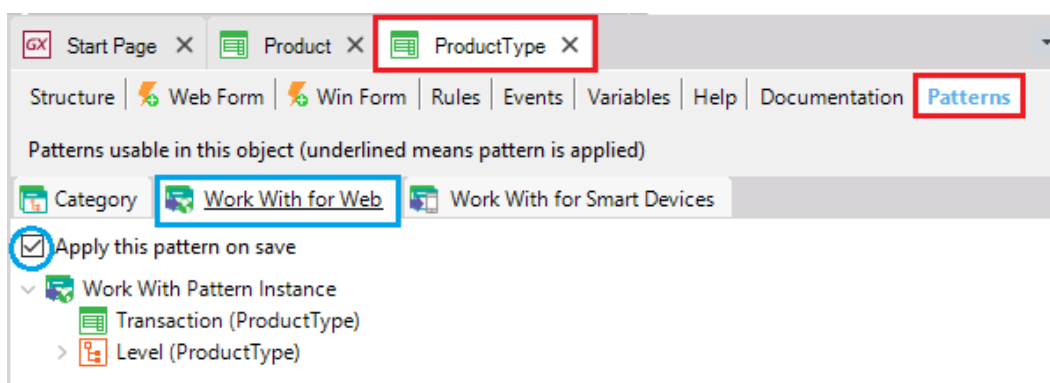 GX Start Page Product ProductType
Structure Web Form Win Form Rules Events Variables Help Documentation Patterns
Patterns usable in this object (underlined means pattern is applied)
Category Work With for Web Work With for Smart Devices
Apply this pattern on save
Work With Pattern Instance
Transaction (ProductType)
Level (ProductType)